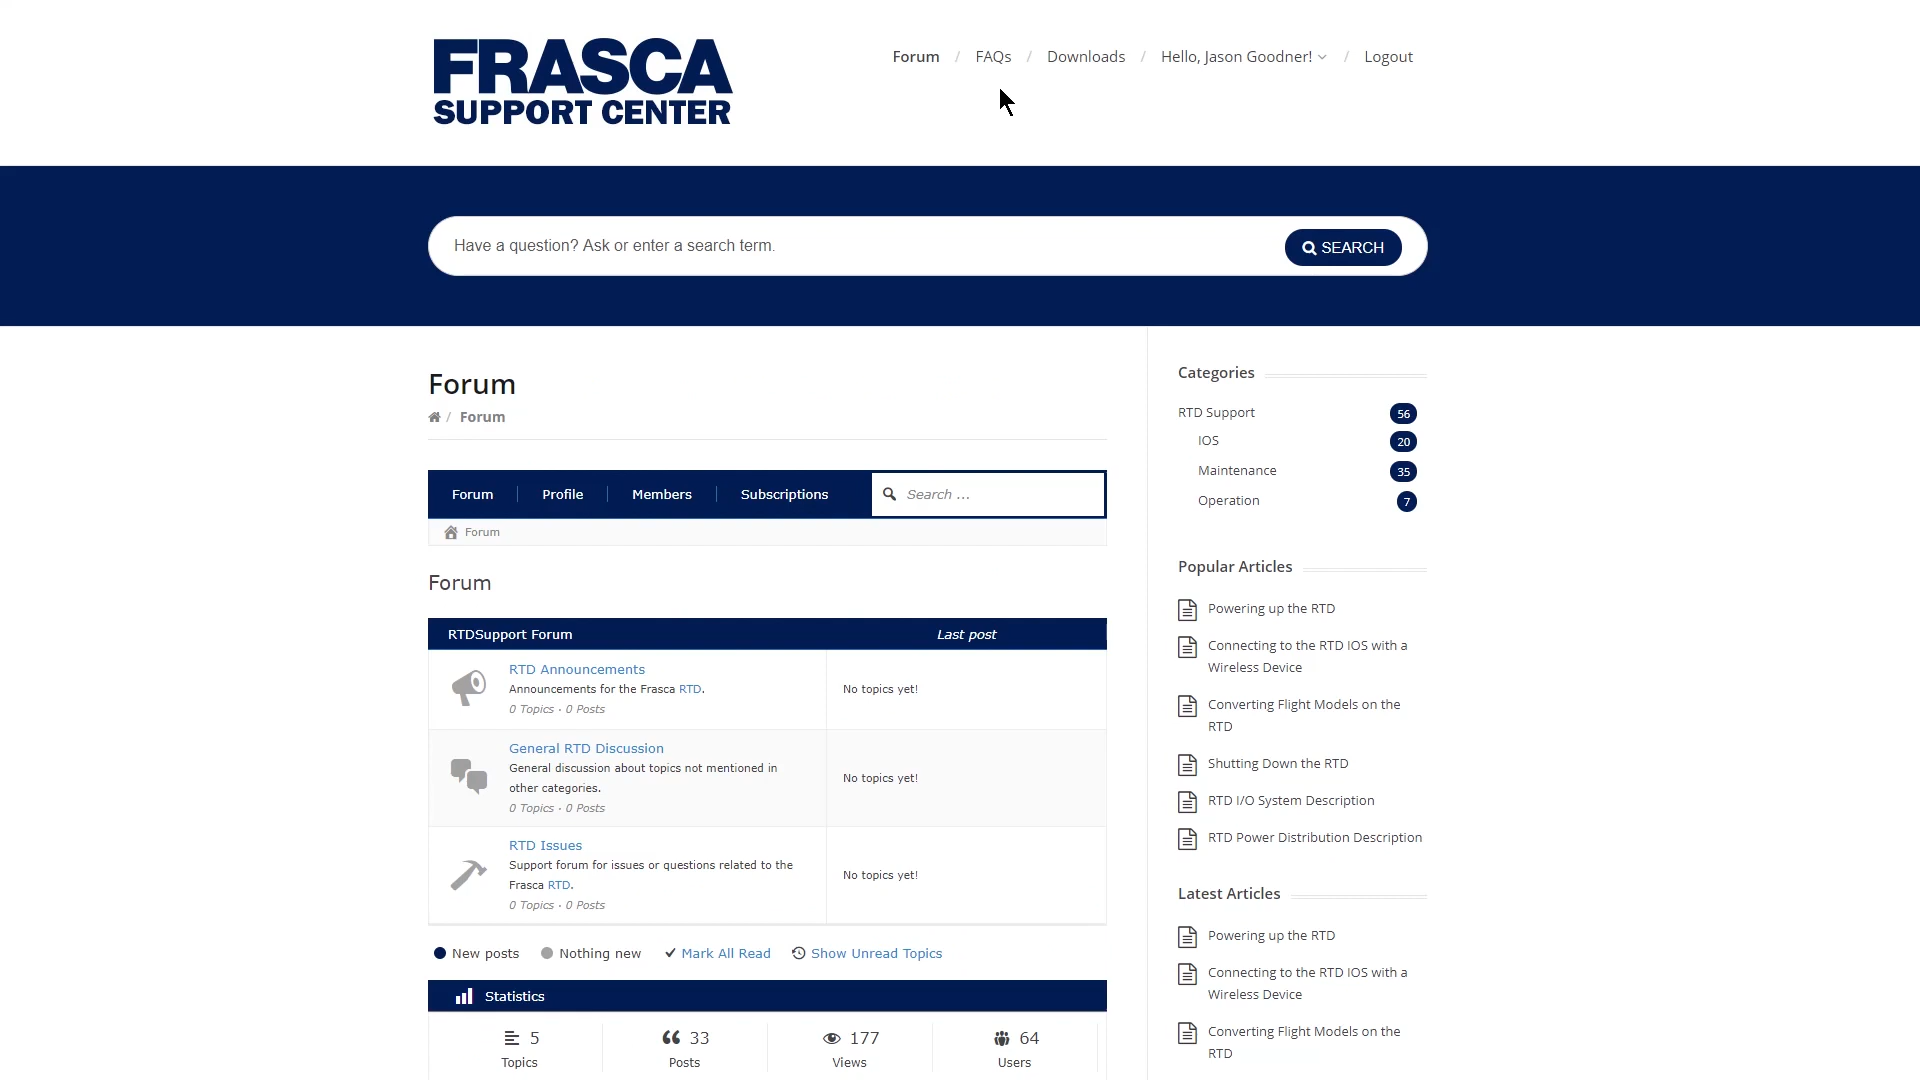 FRASCA
SUPPORT CENTER
Forum / FAQs / Downloads / Hello, Jason Goodner! / Logout
Have a question? Ask or enter a search term.
SEARCH
Forum
/ Forum
Forum
Profile
Members
Subscriptions
Search ...
Forum
Forum
RTDSupport Forum
Last post
RTD Announcements
Announcements for the Frasca RTD.
0 Topics · 0 Posts
No topics yet!
General RTD Discussion
General discussion about topics not mentioned in
other categories.
0 Topics · 0 Posts
No topics yet!
RTD Issues
Support forum for issues or questions related to the
Frasca RTD.
0 Topics · 0 Posts
No topics yet!
New posts
Nothing new
Mark All Read
Show Unread Topics
Statistics
5
Topics
33
Posts
177
Views
64
Users
Categories
RTD Support 56
IOS 20
Maintenance 35
Operation 7
Popular Articles
Powering up the RTD
Connecting to the RTD IOS with a
Wireless Device
Converting Flight Models on the
RTD
Shutting Down the RTD
RTD I/O System Description
RTD Power Distribution Description
Latest Articles
Powering up the RTD
Connecting to the RTD IOS with a
Wireless Device
Converting Flight Models on the
RTD